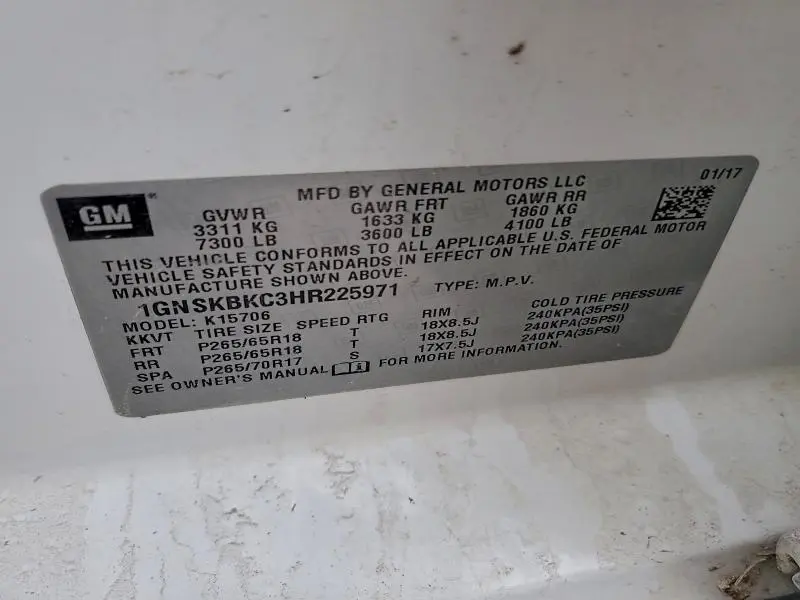 GM
MFD BY GENERAL MOTORS LLC
01/17
GVWR GAWR FRT GAWR RR
3311 KG 1633 KG 1860 KG
7300 LB 3600 LB 4100 LB
THIS VEHICLE CONFORMS TO ALL APPLICABLE U.S. FEDERAL MOTOR
VEHICLE SAFETY STANDARDS IN EFFECT ON THE DATE OF
MANUFACTURE SHOWN ABOVE.
1GNSKBKC3HR225971 TYPE: M.P.V.
MODEL: K15706
KKVT TIRE SIZE SPEED RTG RIM COLD TIRE PRESSURE
FRT P265/65R18 T 18X8.5J 240KPA(35PSI)
RR P265/65R18 T 18X8.5J 240KPA(35PSI)
SPA P265/70R17 S 17X7.5J 240KPA(35PSI)
SEE OWNER'S MANUAL FOR MORE INFORMATION.